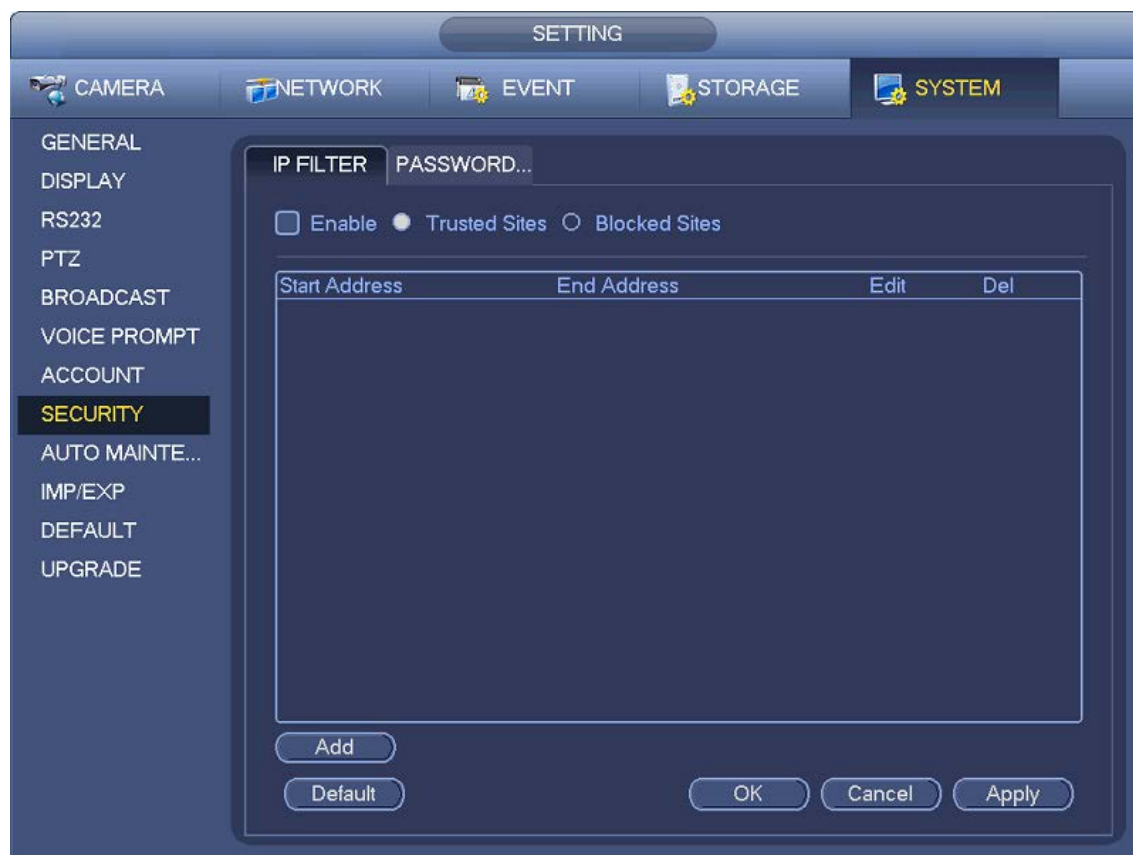 SETTING
CAMERA NETWORK EVENT STORAGE SYSTEM
GENERAL
DISPLAY
RS232
PTZ
BROADCAST
VOICE PROMPT
ACCOUNT
SECURITY
AUTO MAINTE...
IMP/EXP
DEFAULT
UPGRADE
IP FILTER PASSWORD...
Enable Trusted Sites Blocked Sites
Start Address End Address Edit Del
Add
Default OK Cancel Apply